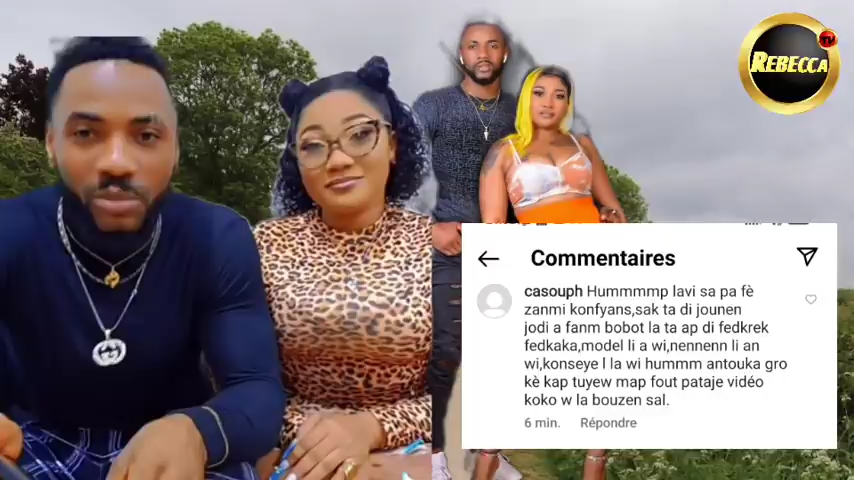 TV
REBECCA
Commentaires
casouph Hummmmp lavi sa pa fè
zanmi konfyans,sak ta di jounen
jodi a fanm bobot la ta ap di fedkrek
fedkaka,model li a wi,nennenn li an
wi,konseye l la wi hummm antouka gro
kè kap tuyew map fout pataje vidéo
koko w la bouzen sal.
6 min. Répondre